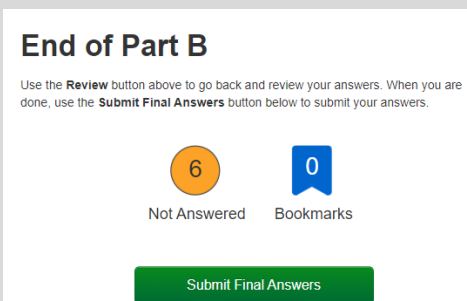 End of Part B
Use the Review button above to go back and review your answers. When you are
done, use the Submit Final Answers button below to submit your answers.
6
0
Not Answered
Bookmarks
Submit Final Answers